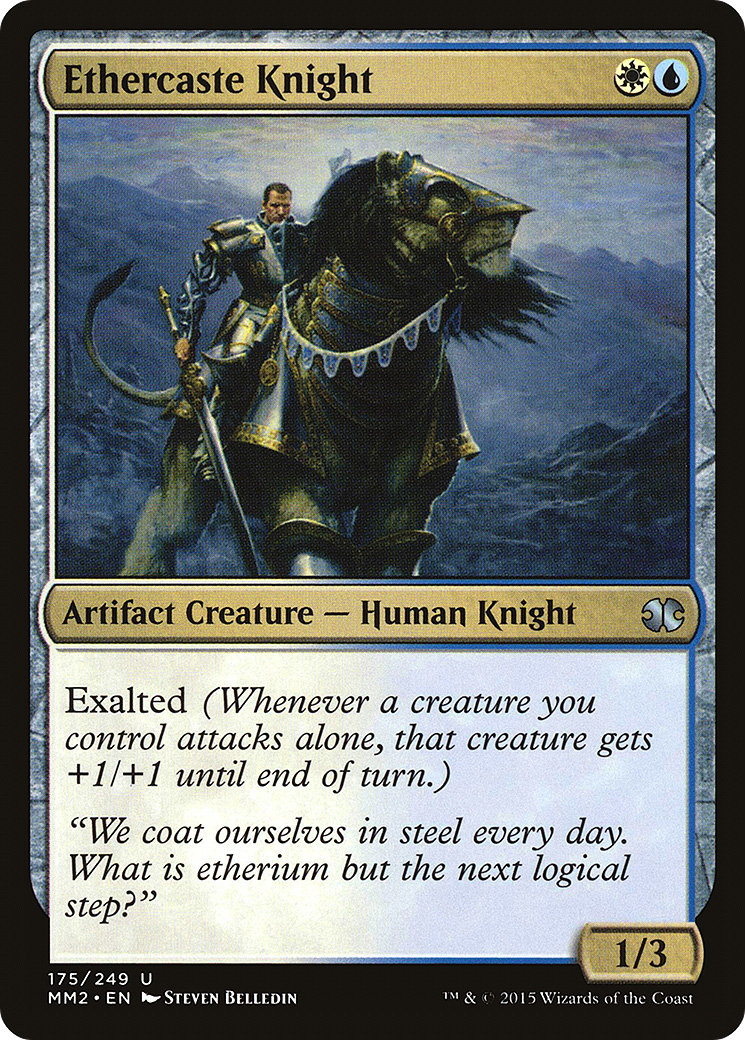 Ethercaste Knight
Artifact Creature — Human Knight
Exalted (Whenever a creature you
control attacks alone, that creature gets
+1/+1 until end of turn.)
“We coat ourselves in steel every day.
What is etherium but the next logical
step?”
1/3
175/249 U
MM2 • EN Steven Belledin
™ & © 2015 Wizards of the Coast